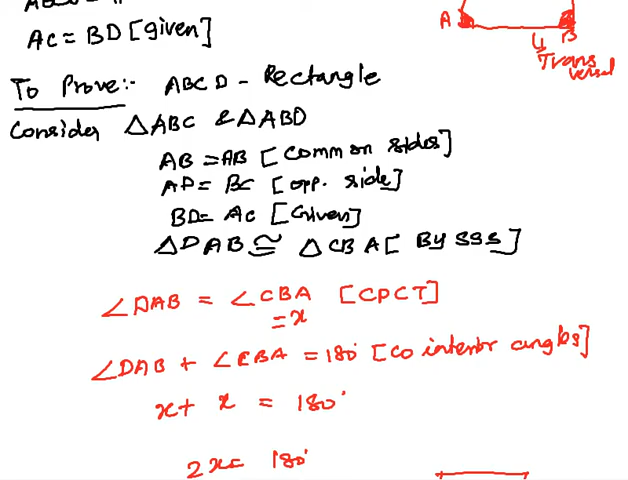 AC = BD [given]
A
B
Transversal
To Prove:- ABCD - Rectangle
Consider △ABC & △ABD
AB = AB [Common sides]
AD = BC [opp. side]
BD = AC [Given]
△DAB ≅ △CBA [By SSS]
∠DAB = ∠CBA [CPCT]
= x
∠DAB + ∠CBA = 180° [Co interior angles]
x + x = 180°
2x = 180°